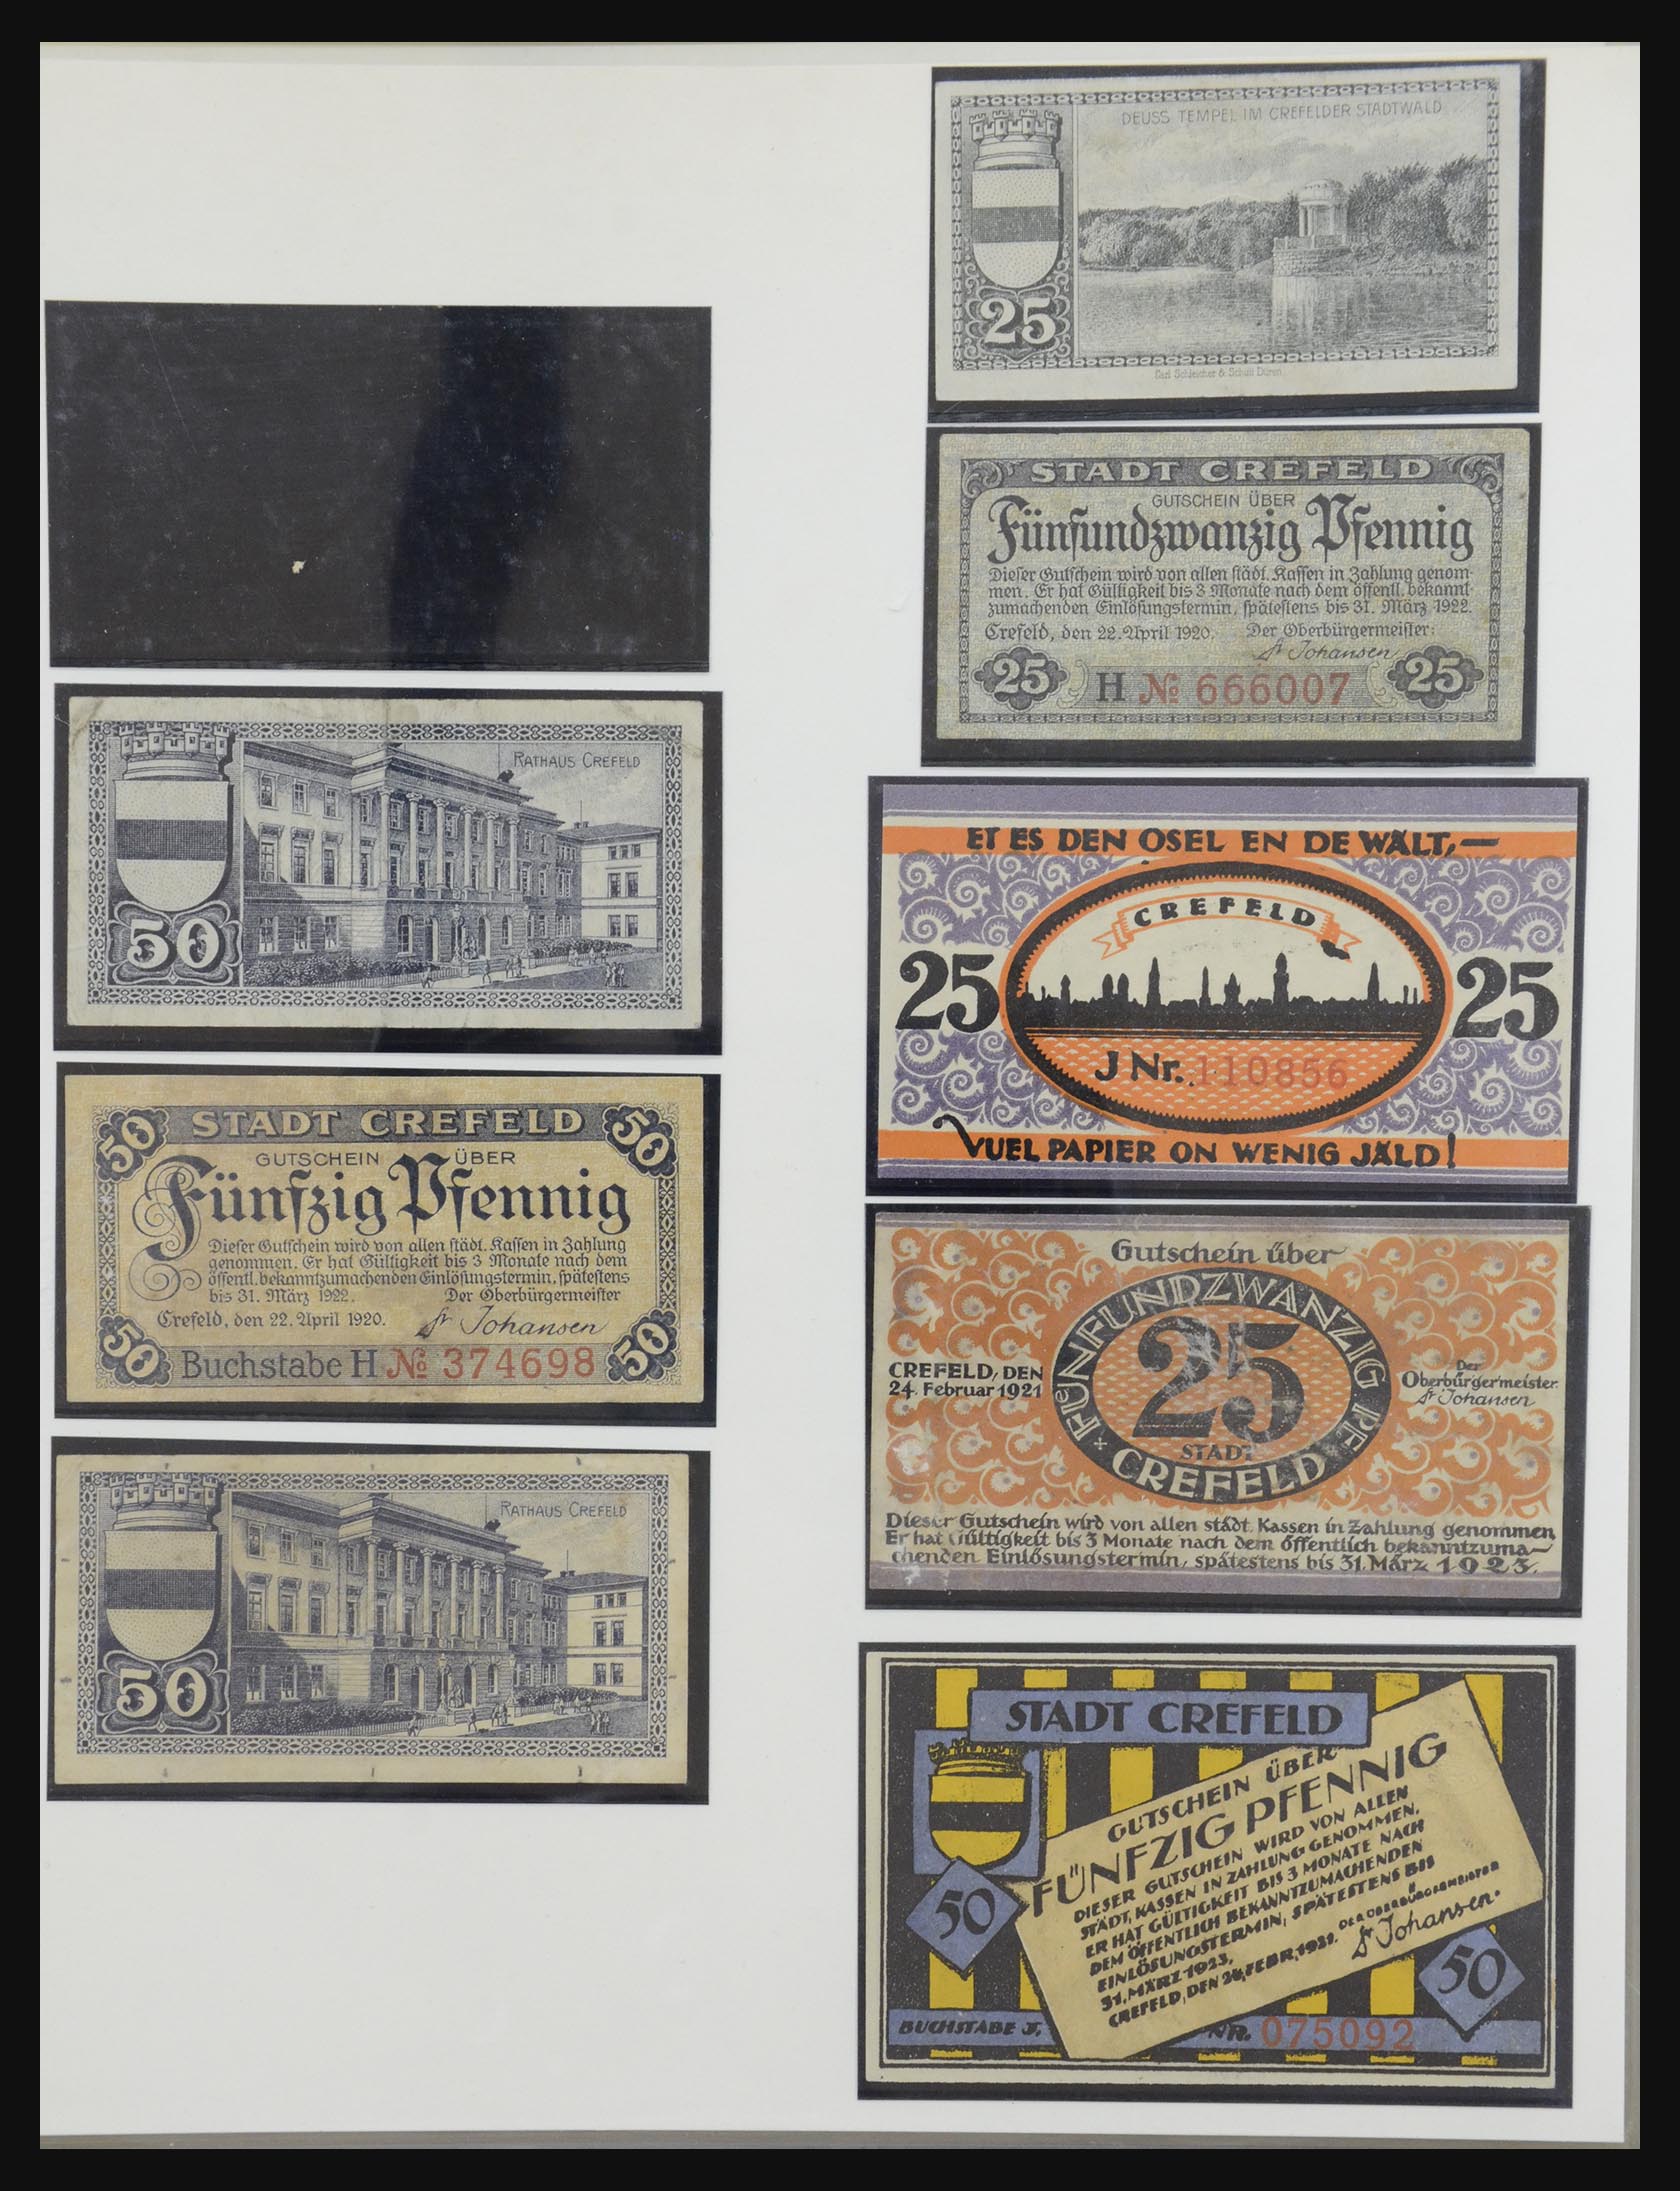 RATHAUS CREFELD
50
50 STADT CREFELD 50
GUTSCHEIN ÜBER
Fünfzig Pfennig
Dieser Gutschein wird von allen städt. Kassen in Zahlung
genommen. Er hat Gültigkeit bis 3 Monate nach dem
öffentl. bekanntzumachenden Einlösungstermin, spätestens
bis 31. März 1922. Der Oberbürgermeister
Crefeld, den 22. April 1920. Dr Johansen
50 Buchstabe H № 374698 50
RATHAUS CREFELD
50
DEUSS TEMPEL IM CREFELDER STADTWALD
25
Carl Schleicher & Schüll Düren
STADT CREFELD
GUTSCHEIN ÜBER
Fünfundzwanzig Pfennig
Dieser Gutschein wird von allen städt. Kassen in Zahlung genom-
men. Er hat Gültigkeit bis 3 Monate nach dem öffentl. bekannt-
zumachenden Einlösungstermin, spätestens bis 31. März 1922.
Crefeld, den 22. April 1920. Der Oberbürgermeister:
Dr Johansen
25 H № 666007 25
ET ES DEN OSEL EN DE WÄLT,—
CREFELD
25 25
J Nr. 110856
VUEL PAPIER ON WENIG JÄLD!
Gutschein über
FÜNFUNDZWANZIG PF
25
CREFELD, DEN
24. Februar 1921
Der
Oberbürgermeister
Dr Johansen
STADT
CREFELD
Dieser Gutschein wird von allen städt. Kassen in Zahlung genommen
Er hat Gültigkeit bis 3 Monate nach dem öffentlich bekanntzuma—
chenden Einlösungstermin, spätestens bis 31. März 1923.
STADT CREFELD
GUTSCHEIN ÜBER
FÜNFZIG PFENNIG
DIESER GUTSCHEIN WIRD VON ALLEN
STÄDT. KASSEN IN ZAHLUNG GENOMMEN.
ER HAT GÜLTIGKEIT BIS 3 MONATE NACH
DEM ÖFFENTLICH BEKANNTZUMACHENDEN
EINLÖSUNGSTERMIN, SPÄTESTENS BIS
31. MÄRZ 1923. DER OBERBÜRGERMEISTER
CREFELD, DEN 24. FEBR. 1921. Dr Johansen.
50
50
BUCHSTABE J. NR. 075092